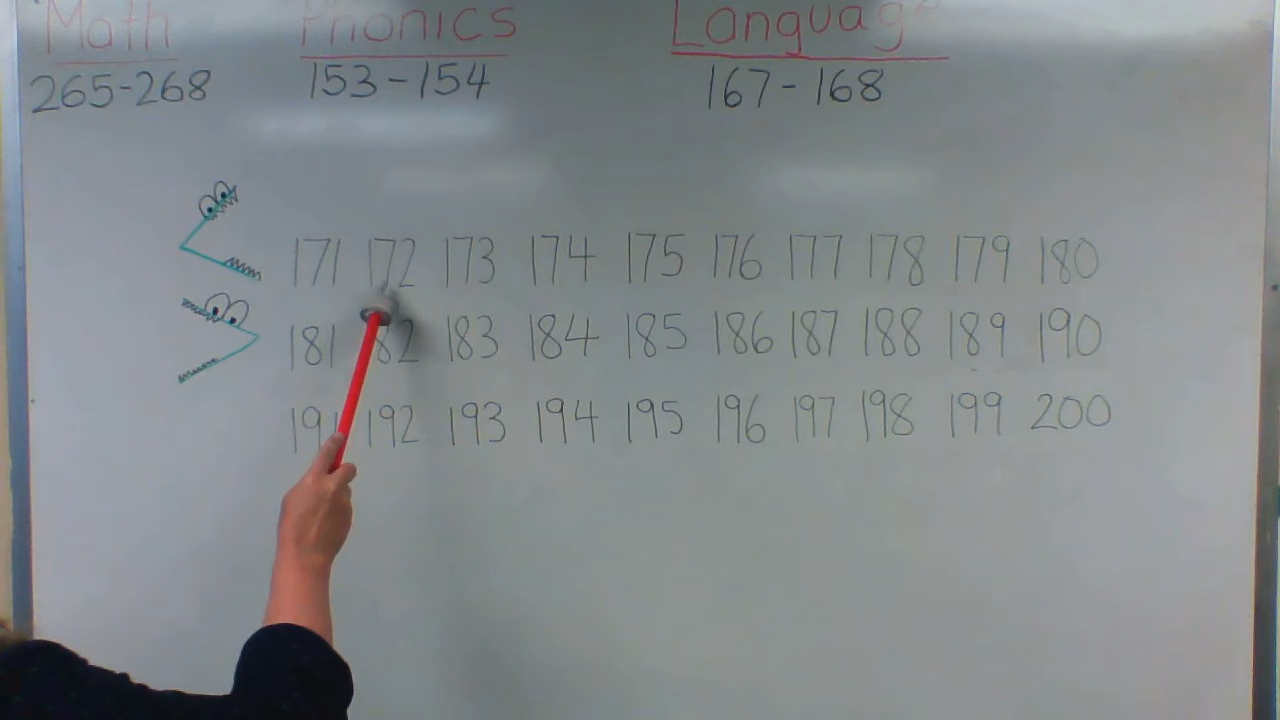 Math Phonics Language
265-268 153-154 167-168
171 172 173 174 175 176 177 178 179 180
181 182 183 184 185 186 187 188 189 190
191 192 193 194 195 196 197 198 199 200